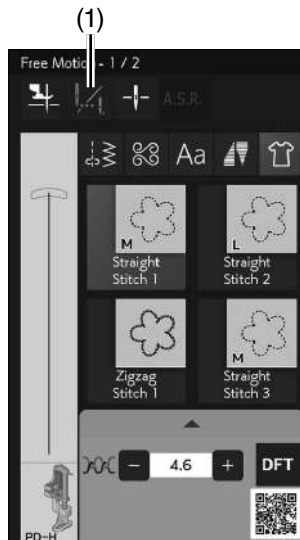 (1)
Free Motion - 1 / 2
A.S.R.
Aa
M
Straight
Stitch 1
L
Straight
Stitch 2
Zigzag
Stitch 1
M
Straight
Stitch 3
4.6
DFT
PD-H